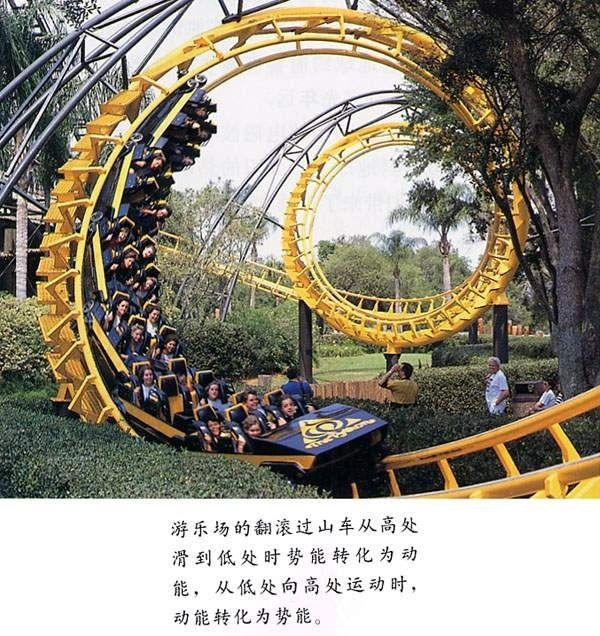 游乐场的翻滚过山车从高处
滑到低处时势能转化为动
能，从低处向高处运动时，
动能转化为势能。